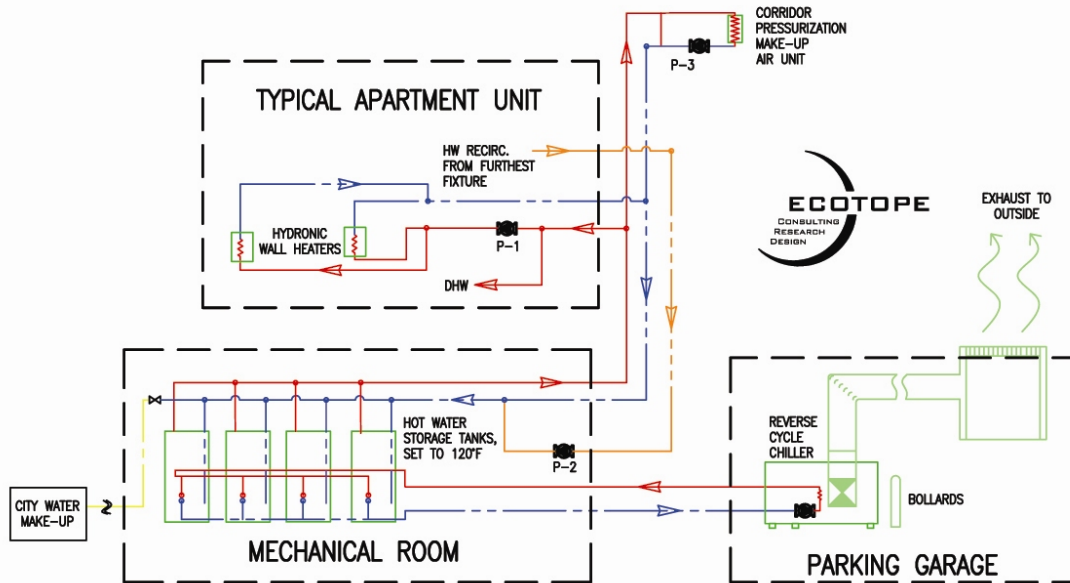 CORRIDOR
PRESSURIZATION
MAKE-UP
AIR UNIT
P-3
TYPICAL APARTMENT UNIT
HW RECIRC.
FROM FURTHEST
FIXTURE
HYDRONIC
WALL HEATERS
P-1
DHW
ECOTOPE
CONSULTING
RESEARCH
DESIGN
EXHAUST TO
OUTSIDE
HOT WATER
STORAGE TANKS,
SET TO 120°F
P-2
REVERSE
CYCLE
CHILLER
BOLLARDS
CITY WATER
MAKE-UP
MECHANICAL ROOM
PARKING GARAGE